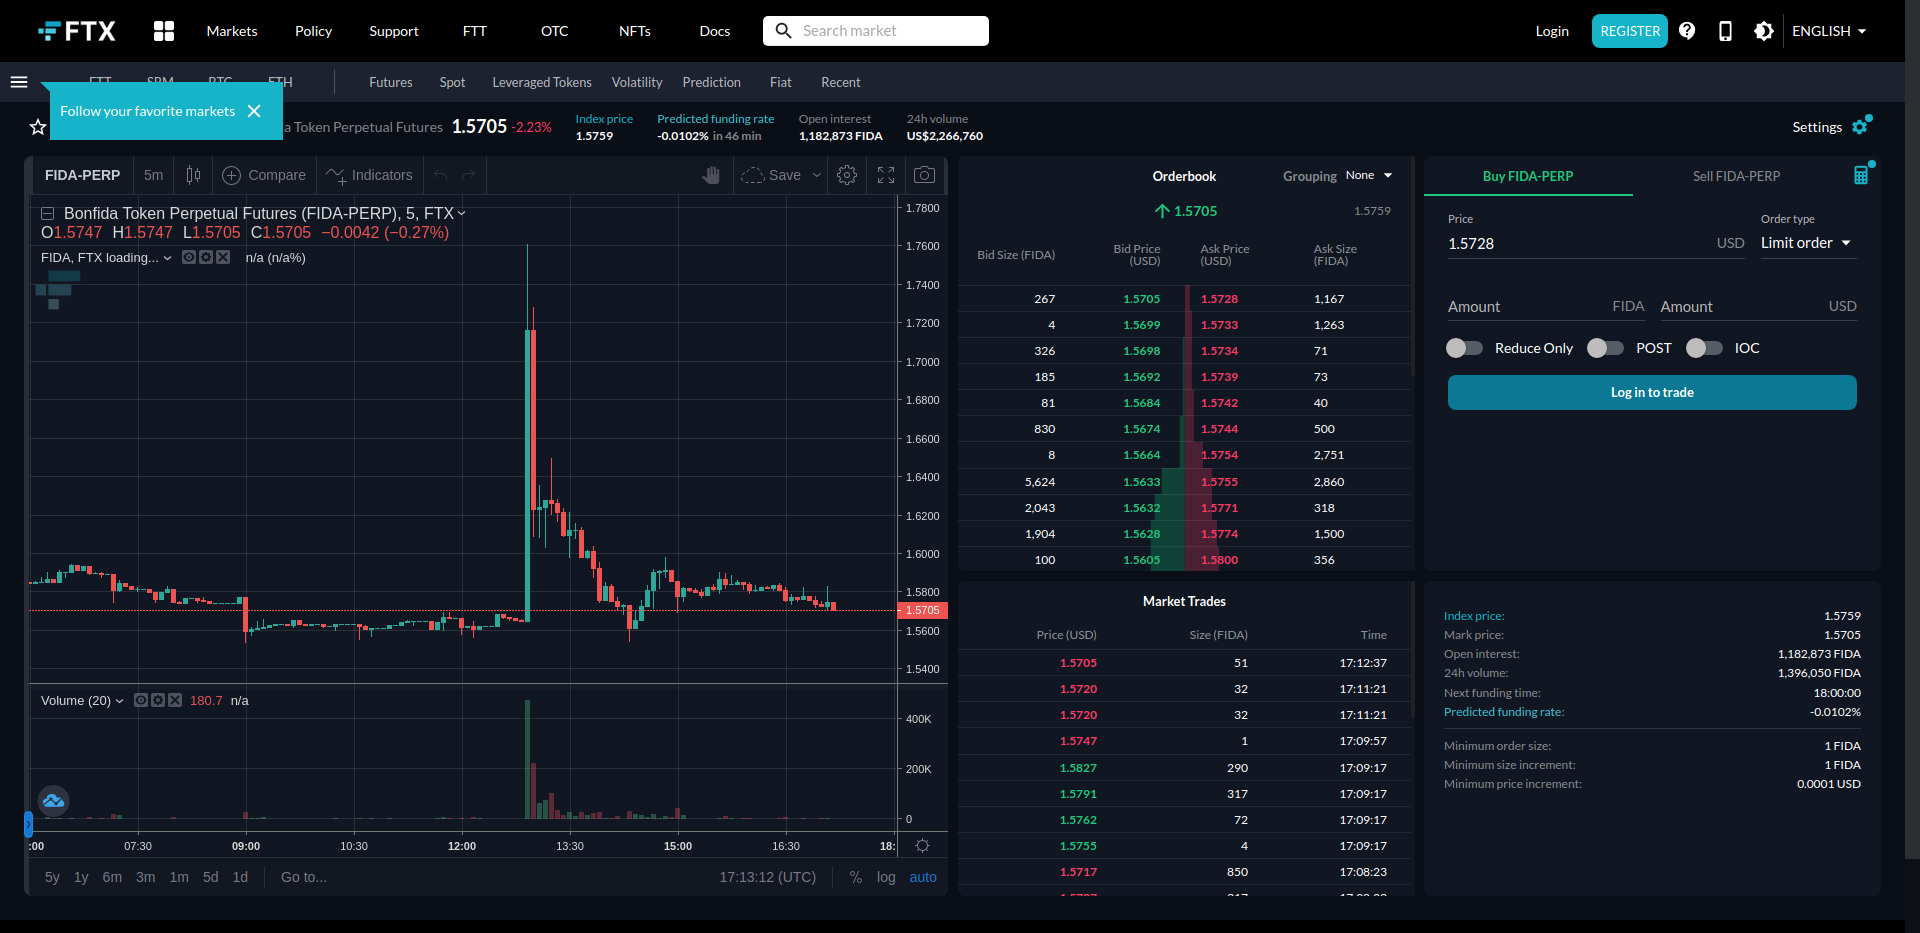 FTX Markets Policy Support FTT OTC NFTs Docs Search market Login REGISTER ENGLISH
Futures Spot Leveraged Tokens Volatility Prediction Fiat Recent
Follow your favorite markets
a Token Perpetual Futures 1.5705 -2.23%
Index price
1.5759
Predicted funding rate
-0.0102% in 46 min
Open interest
1,182,873 FIDA
24h volume
US$2,266,760
Settings
FIDA-PERP 5m Compare Indicators Save
Bonfida Token Perpetual Futures (FIDA-PERP), 5, FTX
O1.5747 H1.5747 L1.5705 C1.5705 −0.0042 (−0.27%)
FIDA, FTX loading... n/a (n/a%)
1.7800
1.7600
1.7400
1.7200
1.7000
1.6800
1.6600
1.6400
1.6200
1.6000
1.5800
1.5705
1.5600
1.5400
Volume (20) 180.7 n/a
400K
200K
0
:00 07:30 09:00 10:30 12:00 13:30 15:00 16:30 18:
5y 1y 6m 3m 1m 5d 1d Go to... 17:13:12 (UTC) % log auto
Orderbook Grouping None
1.5705 1.5759
Bid Size (FIDA) Bid Price (USD) Ask Price (USD) Ask Size (FIDA)
267 1.5705 1.5728 1,167
4 1.5699 1.5733 1,263
326 1.5698 1.5734 71
185 1.5692 1.5739 73
81 1.5684 1.5742 40
830 1.5674 1.5744 500
8 1.5664 1.5754 2,751
5,624 1.5633 1.5755 2,860
2,043 1.5632 1.5771 318
1,904 1.5628 1.5774 1,500
100 1.5605 1.5800 356
Market Trades
Price (USD) Size (FIDA) Time
1.5705 51 17:12:37
1.5720 32 17:11:21
1.5720 32 17:11:21
1.5747 1 17:09:57
1.5827 290 17:09:17
1.5791 317 17:09:17
1.5762 72 17:09:17
1.5755 4 17:09:17
1.5717 850 17:08:23
Buy FIDA-PERP Sell FIDA-PERP
Price Order type
1.5728 USD Limit order
Amount FIDA Amount USD
Reduce Only POST IOC
Log in to trade
Index price: 1.5759
Mark price: 1.5705
Open interest: 1,182,873 FIDA
24h volume: 1,396,050 FIDA
Next funding time: 18:00:00
Predicted funding rate: -0.0102%
Minimum order size: 1 FIDA
Minimum size increment: 1 FIDA
Minimum price increment: 0.0001 USD